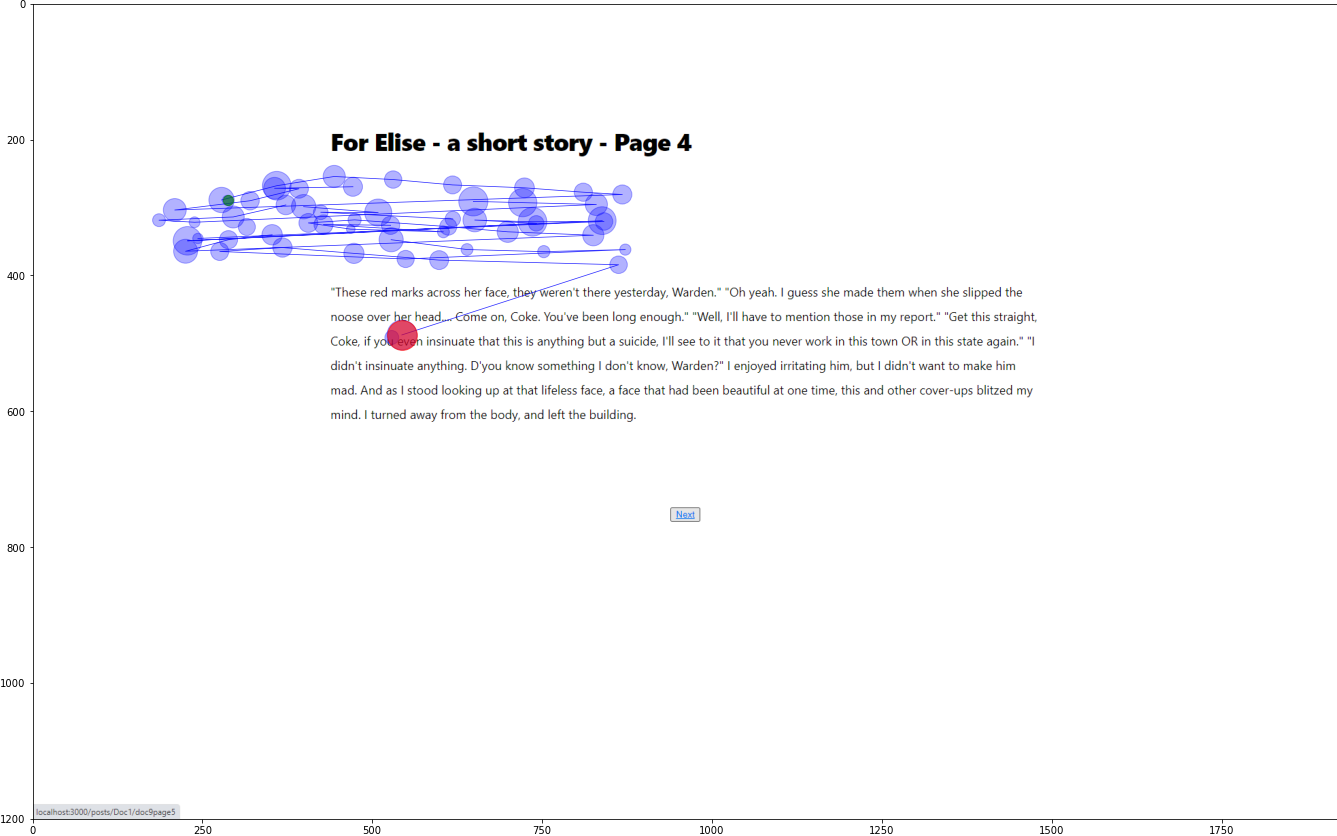 0
200
For Elise - a short story - Page 4
400
"These red marks across her face, they weren't there yesterday, Warden." "Oh yeah. I guess she made them when she slipped the
noose over her head... Come on, Coke. You've been long enough." "Well, I'll have to mention those in my report." "Get this straight,
Coke, if you even insinuate that this is anything but a suicide, I'll see to it that you never work in this town OR in this state again." "I
didn't insinuate anything. D'you know something I don't know, Warden?" I enjoyed irritating him, but I didn't want to make him
mad. And as I stood looking up at that lifeless face, a face that had been beautiful at one time, this and other cover-ups blitzed my
mind. I turned away from the body, and left the building.
600
Next
800
1000
localhost:3000/posts/Doc1/doc9page5
1200
0 250 500 750 1000 1250 1500 1750